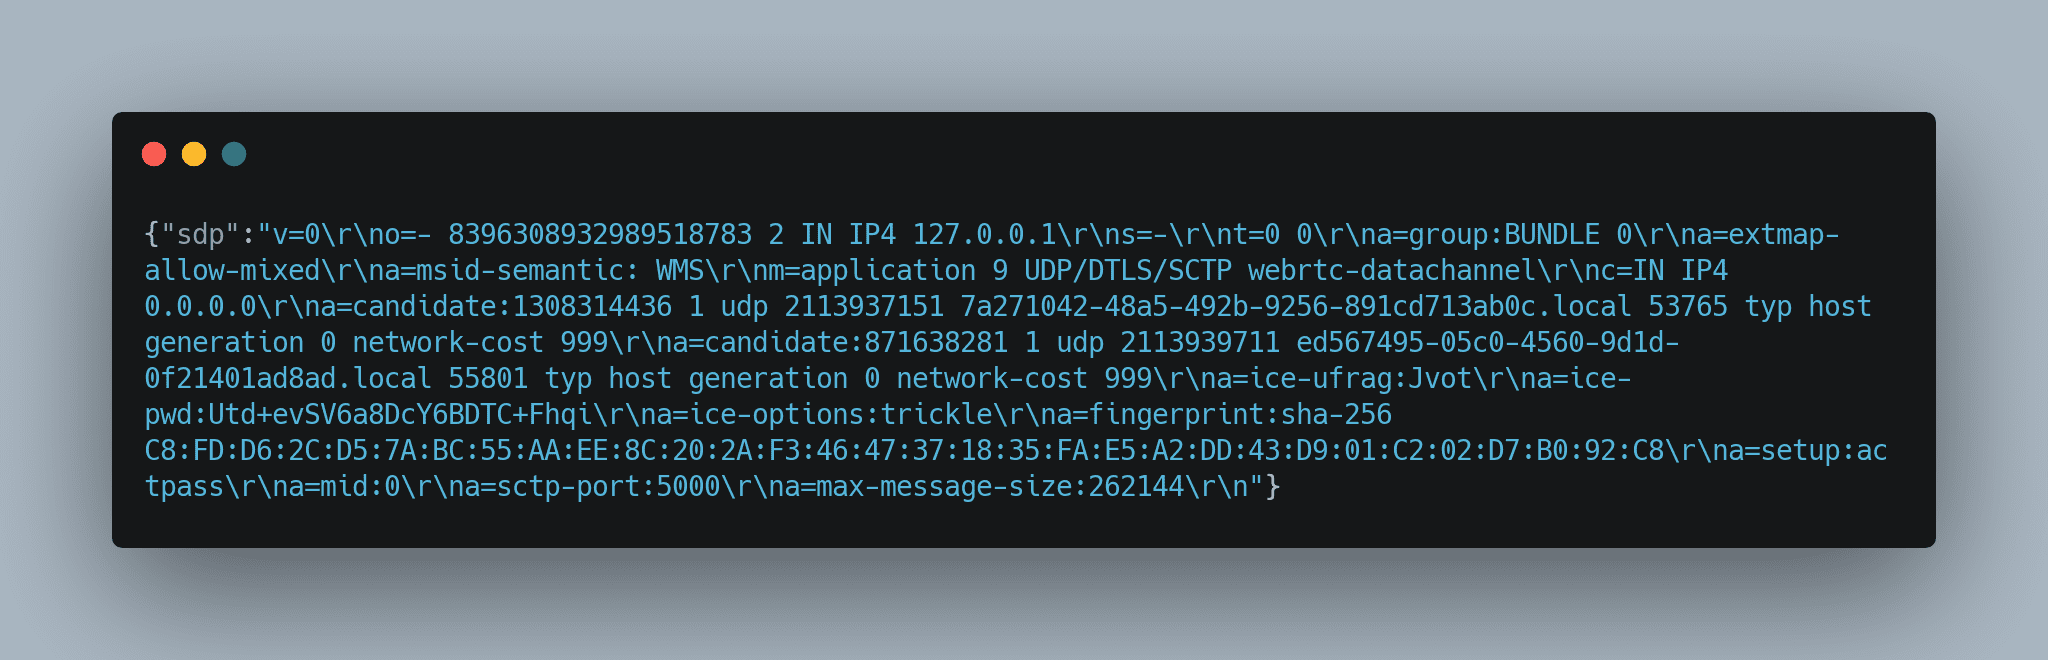 {"sdp":"v=0\r\no=- 8396308932989518783 2 IN IP4 127.0.0.1\r\ns=-\r\nt=0 0\r\na=group:BUNDLE 0\r\na=extmap-
allow-mixed\r\na=msid-semantic: WMS\r\nm=application 9 UDP/DTLS/SCTP webrtc-datachannel\r\nc=IN IP4
0.0.0.0\r\na=candidate:1308314436 1 udp 2113937151 7a271042-48a5-492b-9256-891cd713ab0c.local 53765 typ host
generation 0 network-cost 999\r\na=candidate:871638281 1 udp 2113939711 ed567495-05c0-4560-9d1d-
0f21401ad8ad.local 55801 typ host generation 0 network-cost 999\r\na=ice-ufrag:Jvot\r\na=ice-
pwd:Utd+evSV6a8DcY6BDTC+Fhqi\r\na=ice-options:trickle\r\na=fingerprint:sha-256
C8:FD:D6:2C:D5:7A:BC:55:AA:EE:8C:20:2A:F3:46:47:37:18:35:FA:E5:A2:DD:43:D9:01:C2:02:D7:B0:92:C8\r\na=setup:ac
tpass\r\na=mid:0\r\na=sctp-port:5000\r\na=max-message-size:262144\r\n"}